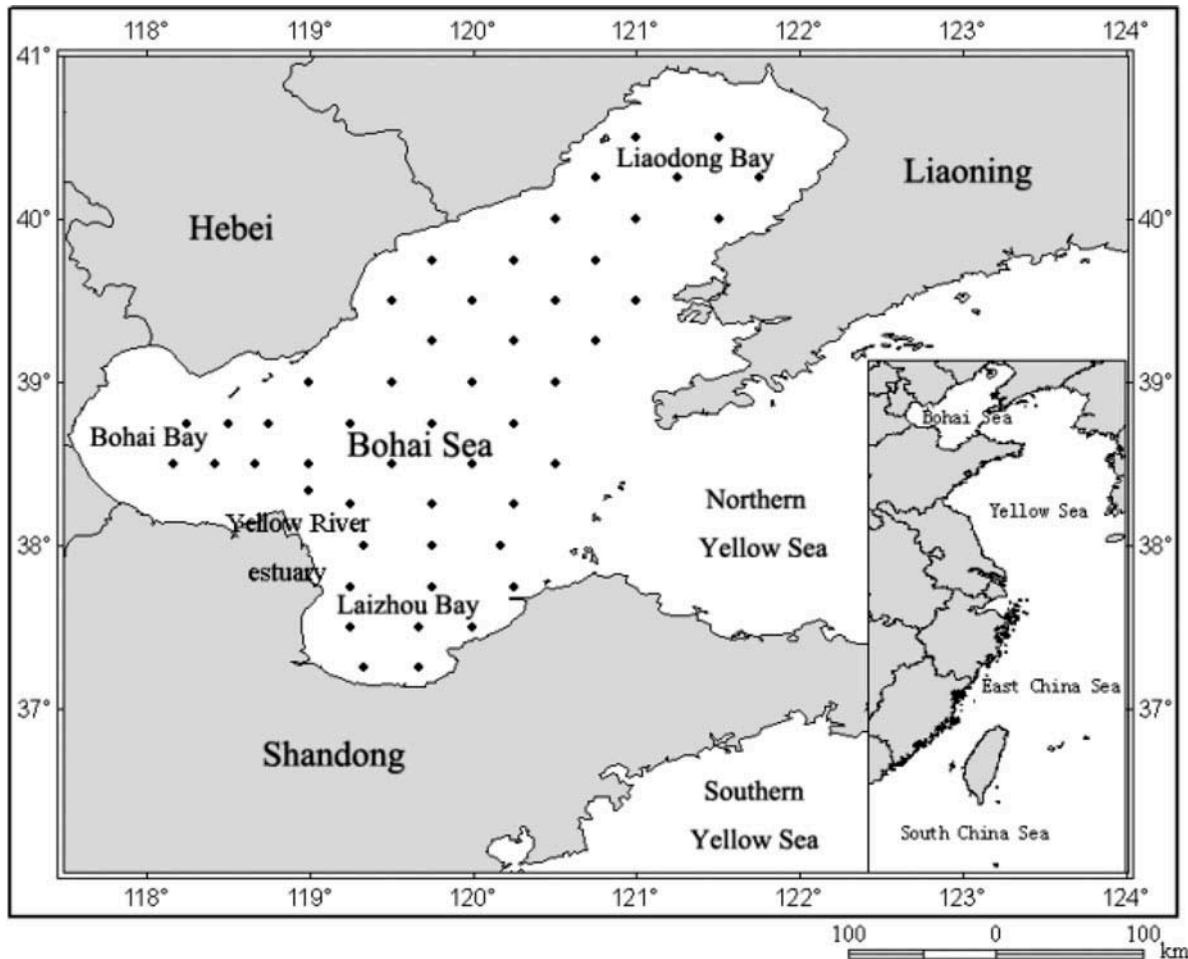 118° 119° 120° 121° 122° 123° 124°
41° 41°
Liaodong Bay
Liaoning
Hebei
40° 40°
39° 39°
Bohai Sea
Bohai Bay
Bohai Sea
Northern
Yellow Sea
Yellow Sea
Yellow River
estuary
38° 38°
Laizhou Bay
East China Sea
37° 37°
Shandong
Southern
Yellow Sea
South China Sea
118° 119° 120° 121° 122° 123° 124°
100 0 100
km